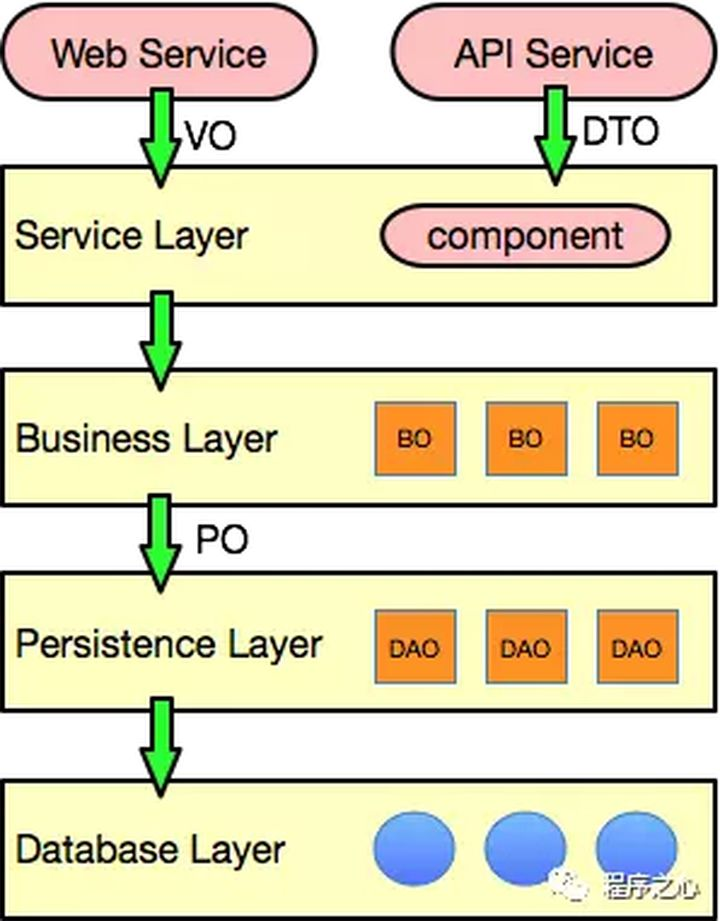 Web Service
API Service
VO
DTO
Service Layer
component
Business Layer
BO
BO
BO
PO
Persistence Layer
DAO
DAO
DAO
Database Layer
程序之心